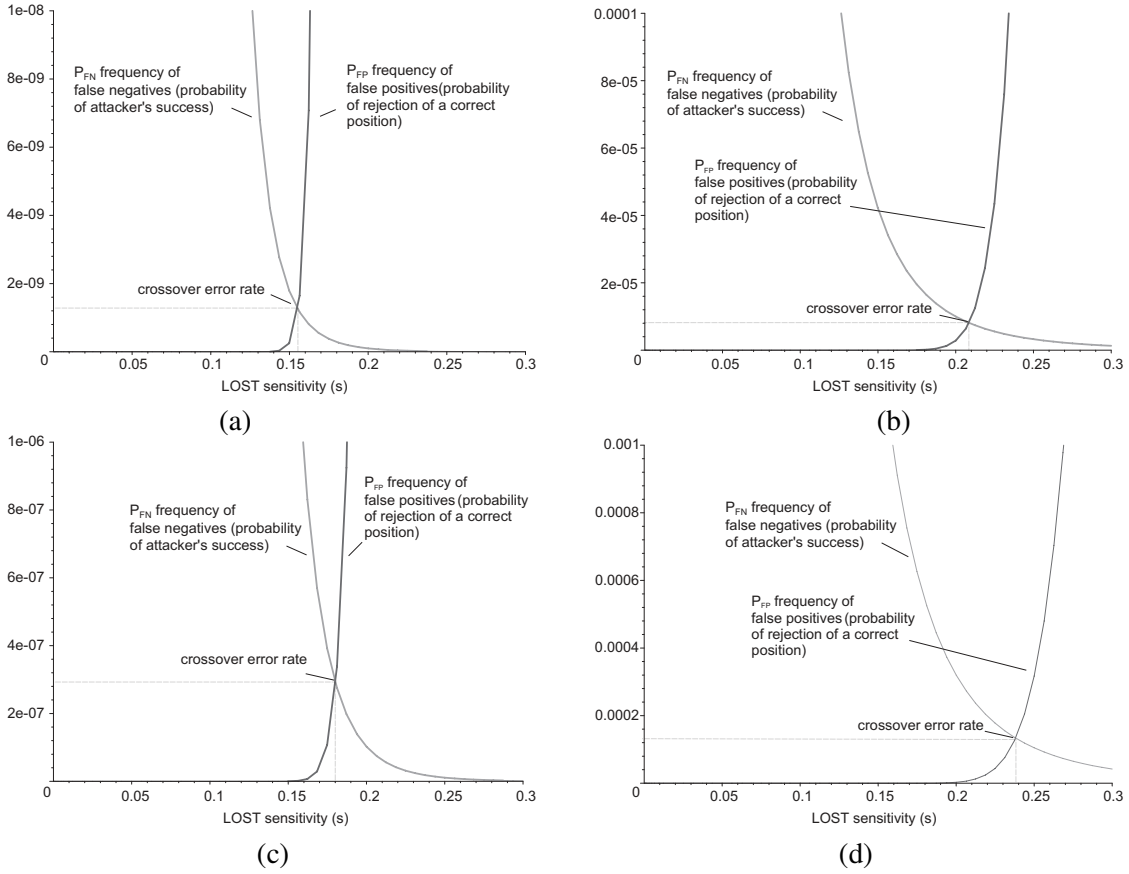 1e-08
8e-09
6e-09
4e-09
2e-09
0
0.05
0.1
0.15
0.2
0.25
0.3
LOST sensitivity (s)
P_FN frequency of
false negatives (probability
of attacker's success)
P_FP frequency of
false positives(probability
of rejection of a correct
position)
crossover error rate
(a)
0.0001
8e-05
6e-05
4e-05
2e-05
0
0.05
0.1
0.15
0.2
0.25
0.3
LOST sensitivity (s)
P_FN frequency of
false negatives (probability
of attacker's success)
P_FP frequency of
false positives (probability
of rejection of a correct
position)
crossover error rate
(b)
1e-06
8e-07
6e-07
4e-07
2e-07
0
0.05
0.1
0.15
0.2
0.25
0.3
LOST sensitivity (s)
P_FN frequency of
false negatives (probability
of attacker's success)
P_FP frequency of
false positives (probability
of rejection of a correct
position)
crossover error rate
(c)
0.001
0.0008
0.0006
0.0004
0.0002
0
0.05
0.1
0.15
0.2
0.25
0.3
LOST sensitivity (s)
P_FN frequency of
false negatives (probability
of attacker's success)
P_FP frequency of
false positives (probability
of rejection of a correct
position)
crossover error rate
(d)